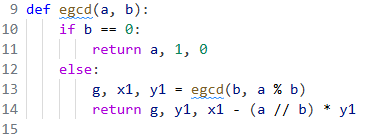 9 def egcd(a, b):
10     if b == 0:
11         return a, 1, 0
12     else:
13         g, x1, y1 = egcd(b, a % b)
14         return g, y1, x1 - (a // b) * y1
15